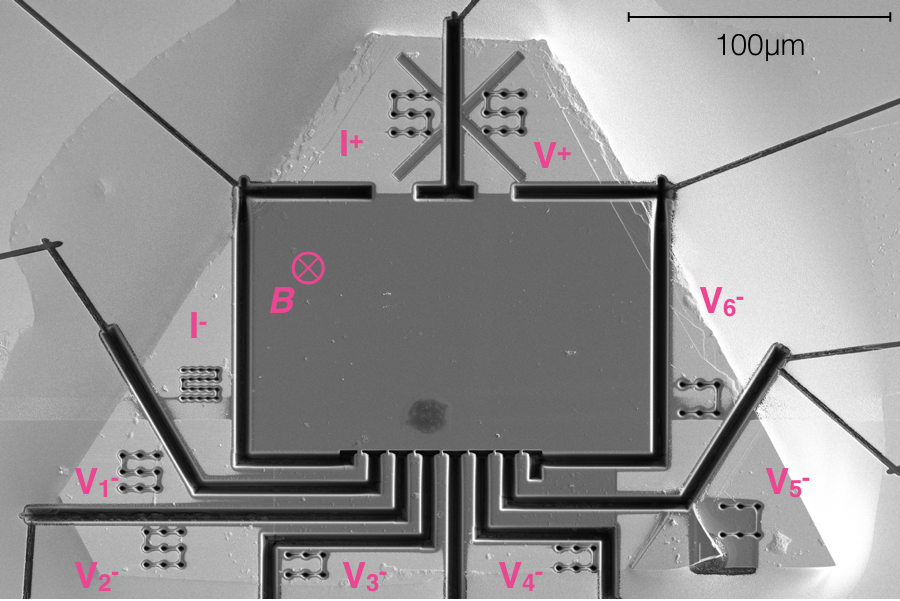 100μm
I+
V+
B
V6-
I-
V1-
V5-
V2-
V3-
V4-